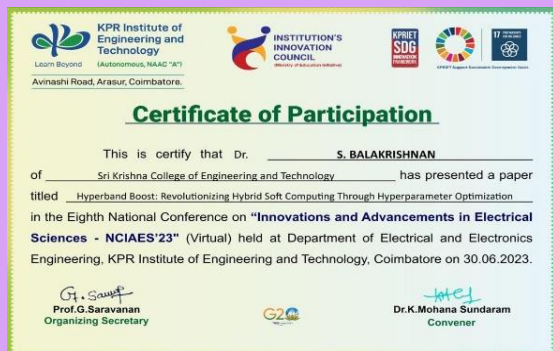 KPR Institute of
Engineering and
Technology
Learn Beyond (Autonomous, NAAC "A")
Avinashi Road, Arasur, Coimbatore.
INSTITUTION'S
INNOVATION
COUNCIL
(Ministry of Education Initiative)
KPRIET
SDG
17
Certificate of Participation
This is certify that Dr. S. BALAKRISHNAN
of Sri Krishna College of Engineering and Technology has presented a paper
titled Hyperband Boost: Revolutionizing Hybrid Soft Computing Through Hyperparameter Optimization
in the Eighth National Conference on “Innovations and Advancements in Electrical
Sciences - NCIAES'23" (Virtual) held at Department of Electrical and Electronics
Engineering, KPR Institute of Engineering and Technology, Coimbatore on 30.06.2023.
G. Saravanan
G20
Prof.G.Saravanan
Organizing Secretary
Dr.K.Mohana Sundaram
Convener